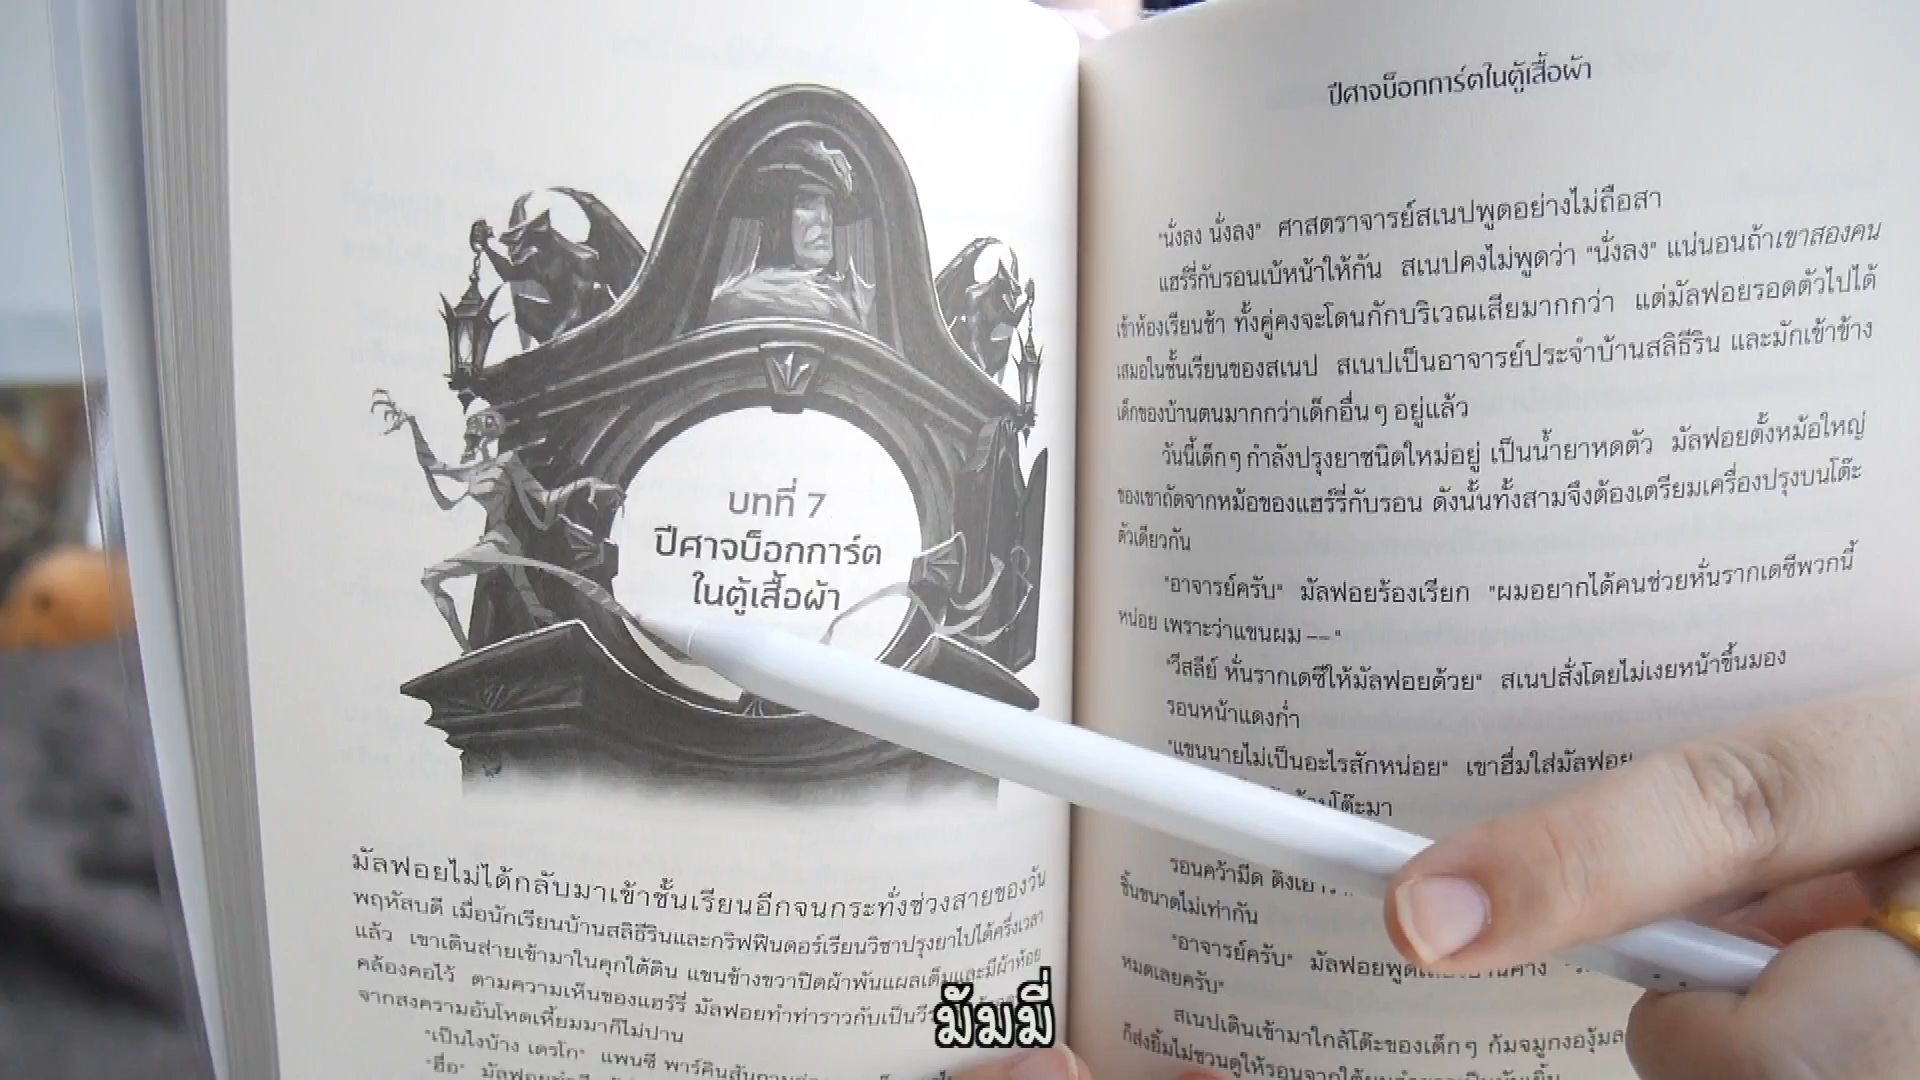 บทที่ 7
ปีศาจบ็อกการ์ต
ในตู้เสื้อผ้า
มัลฟอยไม่ได้กลับมาเข้าชั้นเรียนอีกจนกระทั่งช่วงสายของวัน
พฤหัสบดี เมื่อนักเรียนบ้านสลิธีรินและกริฟฟินดอร์เรียนวิชาปรุงยาไปได้ครึ่งเวลา
แล้ว เขาเดินส่ายเข้ามาในคุกใต้ดิน แขนข้างขวาปิดผ้าพันแผลเต็มและมีผ้าห้อย
คล้องคอไว้ ตามความเห็นของแฮร์รี่ มัลฟอยทำท่าราวกับเป็น
จากสงครามอันโหดเหี้ยมมาก็ไม่ปาน
"เป็นไงบ้าง เดรโก" แพนซี พาร์คินสัน
"ฮื่อ" มัลฟอย
มัมมี่
ปีศาจบ็อกการ์ตในตู้เสื้อผ้า
"นั่งลง นั่งลง" ศาสตราจารย์สเนปพูดอย่างไม่ถือสา
แฮร์รี่กับรอนเบ้หน้าให้กัน สเนปคงไม่พูดว่า "นั่งลง" แน่นอนถ้าเขาสองคน
เข้าห้องเรียนช้า ทั้งคู่คงจะโดนกักบริเวณเสียมากกว่า แต่มัลฟอยรอดตัวไปได้
เสมอในชั้นเรียนของสเนป สเนปเป็นอาจารย์ประจำบ้านสลิธีริน และมักเข้าข้าง
เด็กของบ้านตนมากกว่าเด็กอื่น ๆ อยู่แล้ว
วันนี้เด็ก ๆ กำลังปรุงยาชนิดใหม่อยู่ เป็นน้ำยาหดตัว มัลฟอยตั้งหม้อใหญ่
ของเขาถัดจากหม้อของแฮร์รี่กับรอน ดังนั้นทั้งสามจึงต้องเตรียมเครื่องปรุงบนโต๊ะ
ตัวเดียวกัน
"อาจารย์ครับ" มัลฟอยร้องเรียก "ผมอยากได้คนช่วยหั่นรากเดซีพวกนี้
หน่อย เพราะว่าแขนผม –– "
"วีสลีย์ หั่นรากเดซีให้มัลฟอยด้วย" สเนปสั่งโดยไม่เงยหน้าขึ้นมอง
รอนหน้าแดงก่ำ
"แขนนายไม่เป็นอะไรสักหน่อย" เขาฮึ่มใส่มัลฟอย
โต๊ะมา
รอนคว้ามีด
ชิ้นขนาดไม่เท่ากัน
"อาจารย์ครับ" มัลฟอยพูด
หมดเลยครับ"
สเนปเดินเข้ามาใกล้โต๊ะของเด็ก ๆ ก้มจมูกงองุ้ม
ก็ส่งยิ้มไม่ชวนดูให้รอน